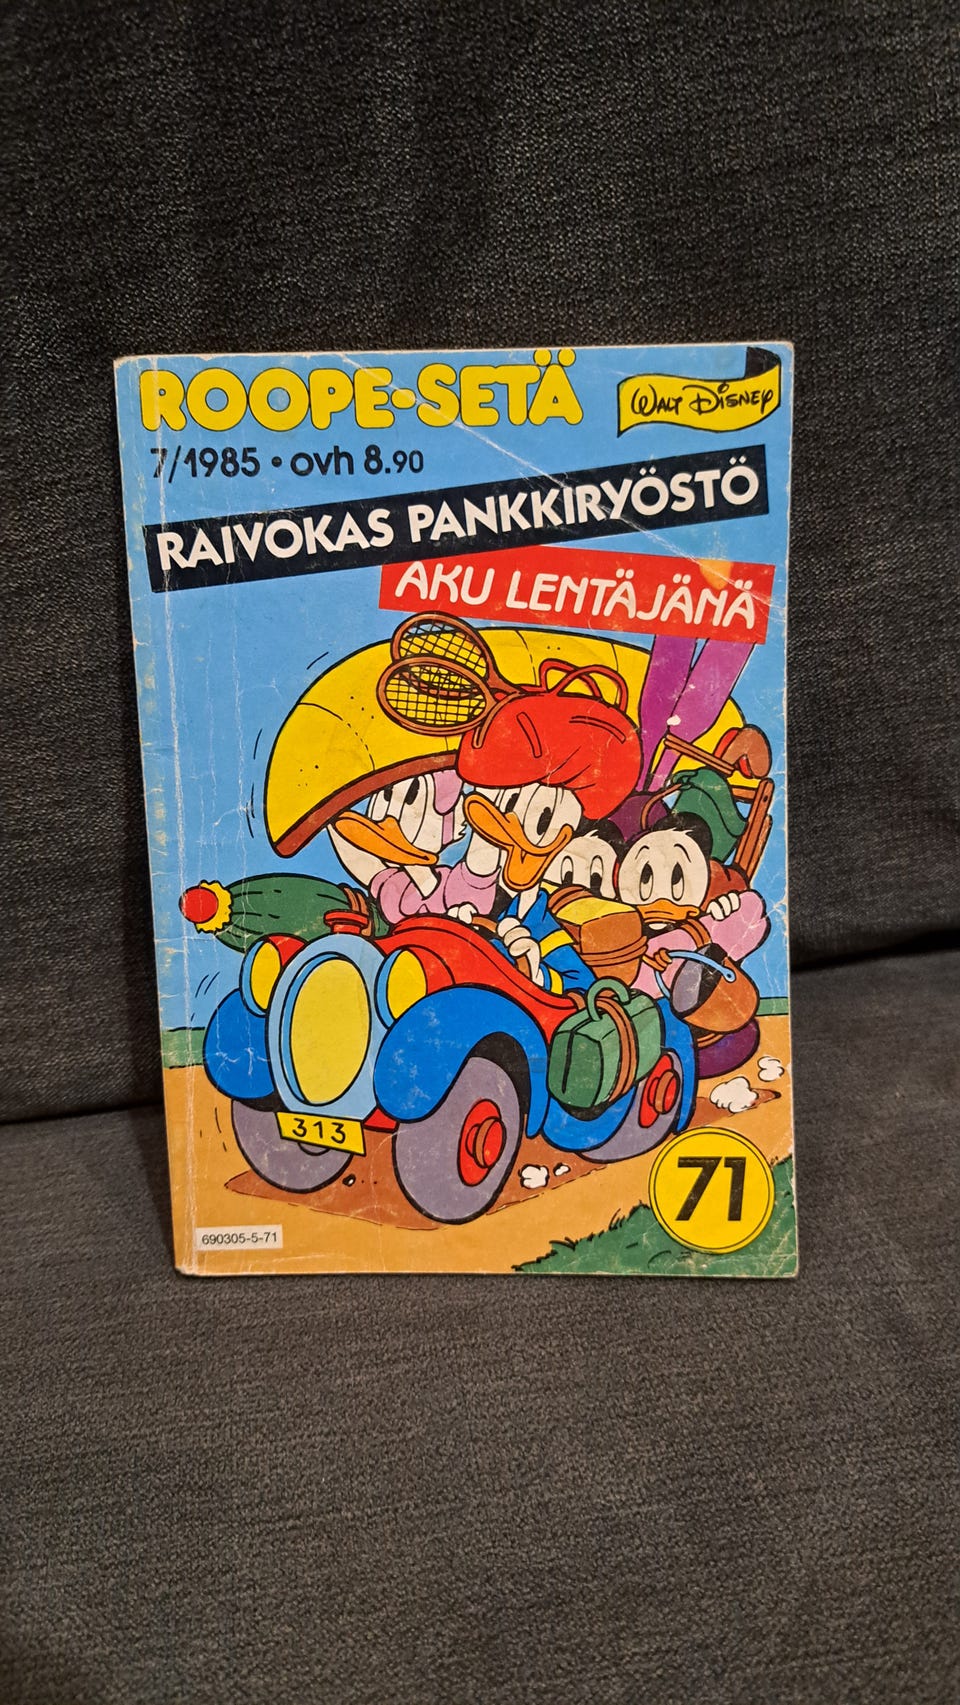 ROOPE-SETÄ
WALT DISNEY
7/1985 • ovh 8.90
RAIVOKAS PANKKIRYÖSTÖ
AKU LENTÄJÄNÄ
313
71
690305-5-71